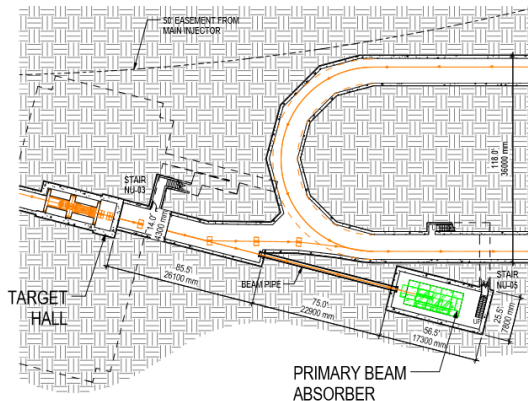 50' EASEMENT FROM
MAIN INJECTOR
118.0'
36000 mm
STAIR
NU-03
14.0'
85.5'
26100 mm
TARGET
HALL
BEAM PIPE
STAIR
NU-05
75.0'
22900 mm
25.5'
7800 mm
56.5'
17300 mm
PRIMARY BEAM
ABSORBER